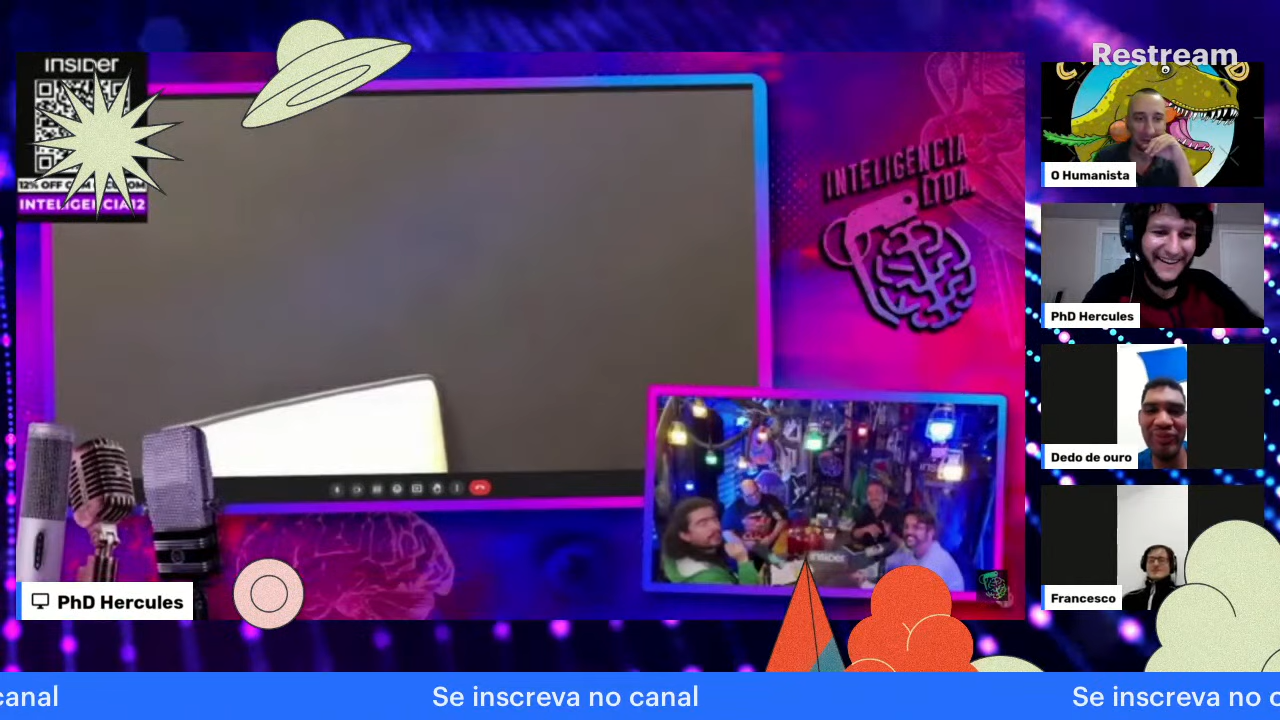 Restream
INSIDER
INTELIGENCIA12
INTELIGÊNCIA
LTDA.
O Humanista
PhD Hercules
Dedo de ouro
Francesco
PhD Hercules
canal
Se inscreva no canal
Se inscreva no c